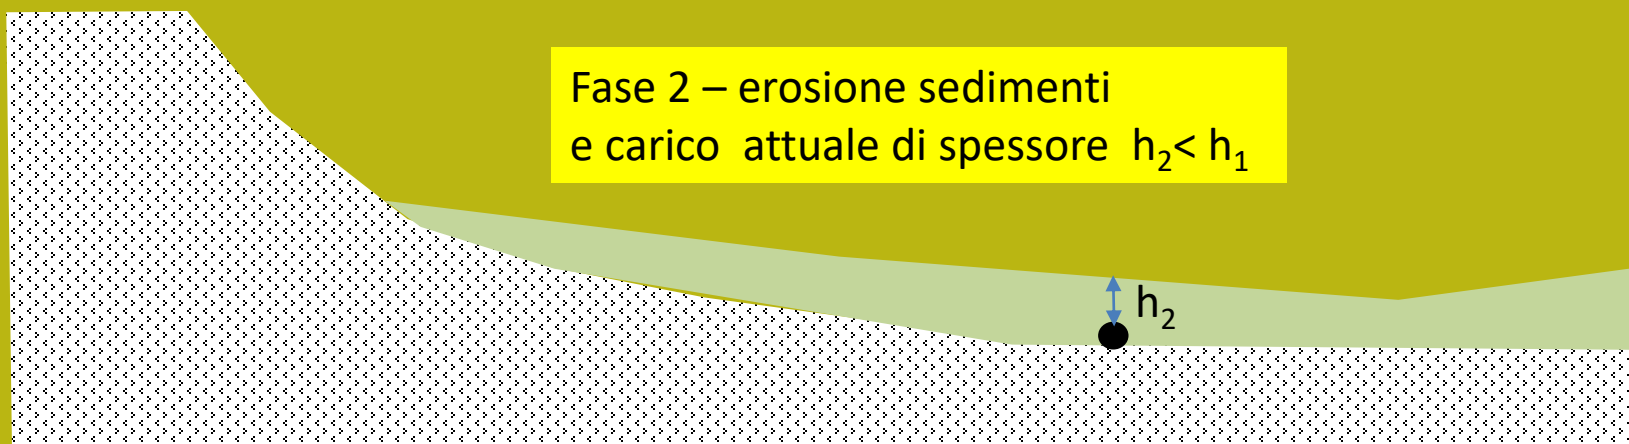 Fase 2 – erosione sedimenti
e carico attuale di spessore h₂< h₁
h₂